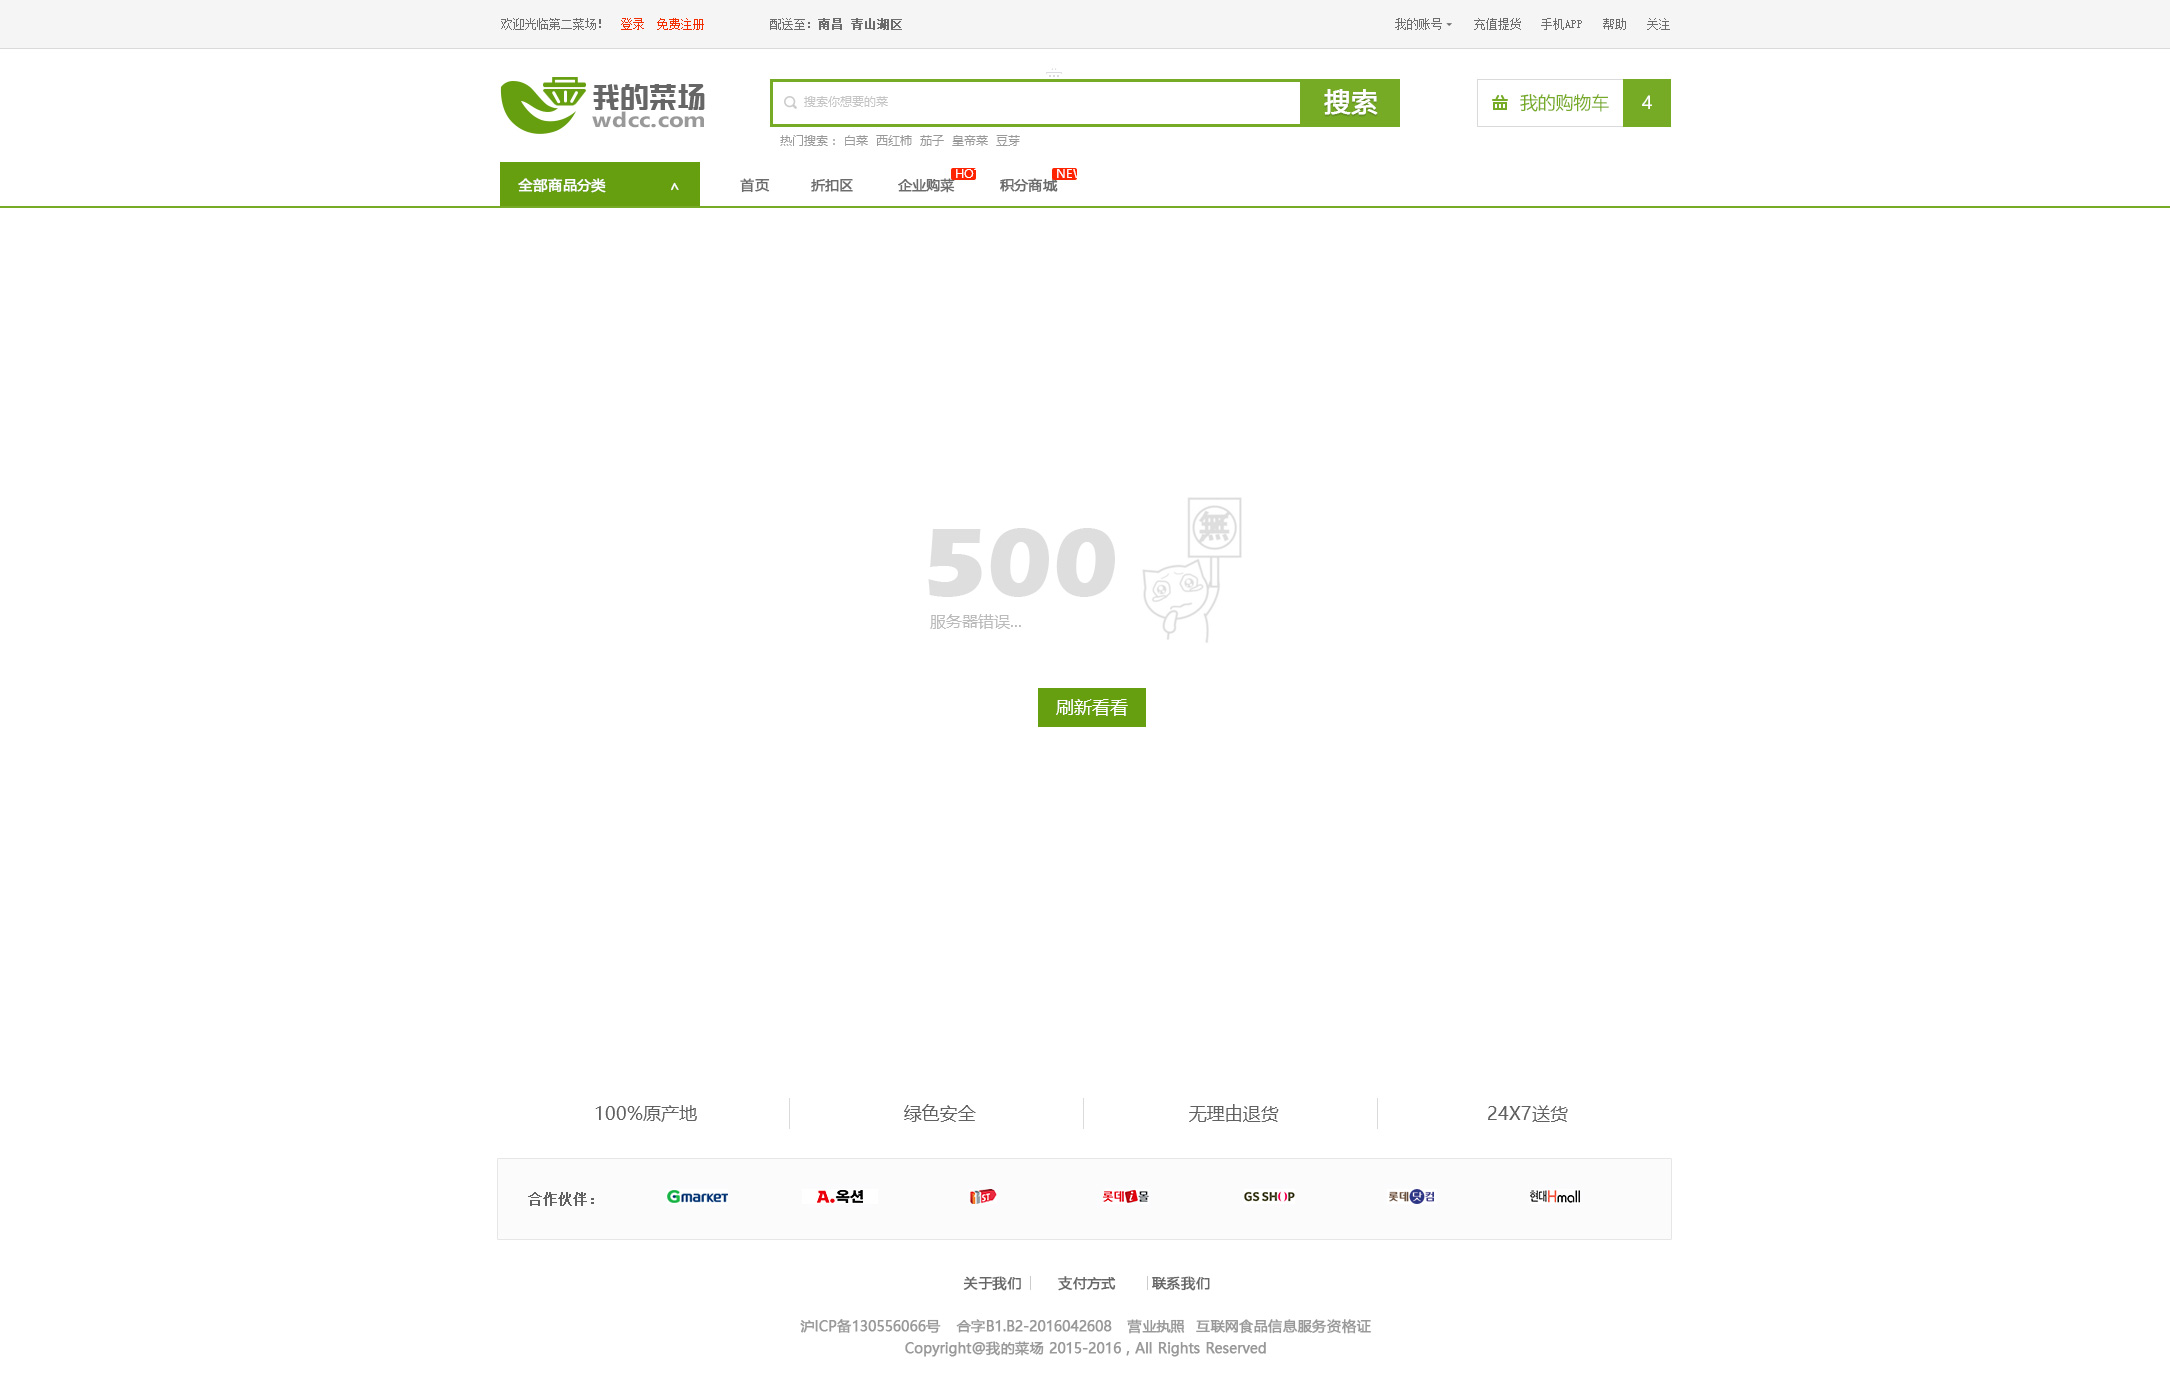 欢迎光临第二菜场！ 登录 免费注册 配送至：南昌 青山湖区 我的账号 充值提货 手机APP 帮助 关注
我的菜场
wdcc.com
搜索你想要的菜 搜索
我的购物车 4
热门搜索： 白菜 西红柿 茄子 皇帝菜 豆芽
全部商品分类 首页 折扣区 企业购菜 HO 积分商城 NEW
無
500
服务器错误...
刷新看看
100%原产地 绿色安全 无理由退货 24X7送货
合作伙伴： Gmarket A.옥션 11ST 롯데i몰 GS SHOP 롯데닷컴 현대Hmall
关于我们 支付方式 联系我们
沪ICP备130556066号 合字B1.B2-2016042608 营业执照 互联网食品信息服务资格证
Copyright@我的菜场 2015-2016 , All Rights Reserved